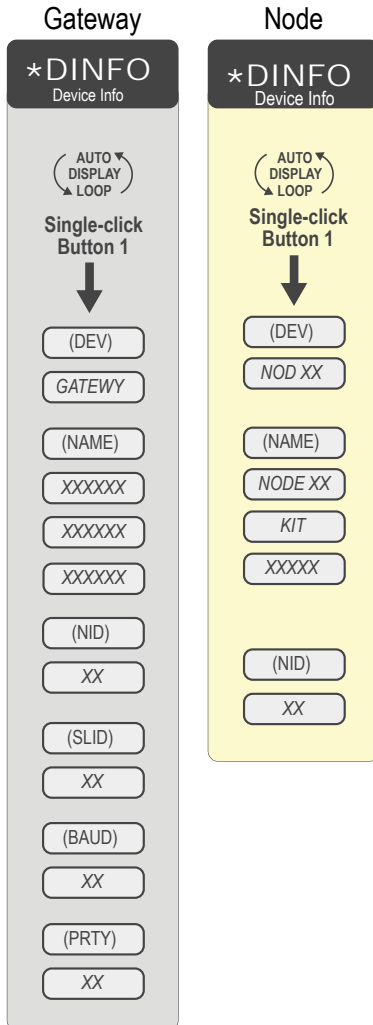 Gateway
*DINFO
Device Info
AUTO
DISPLAY
LOOP
Single-click
Button 1
(DEV)
GATEWY
(NAME)
XXXXXX
XXXXXX
XXXXXX
(NID)
XX
(SLID)
XX
(BAUD)
XX
(PRTY)
XX
Node
*DINFO
Device Info
AUTO
DISPLAY
LOOP
Single-click
Button 1
(DEV)
NOD XX
(NAME)
NODE XX
KIT
XXXXX
(NID)
XX